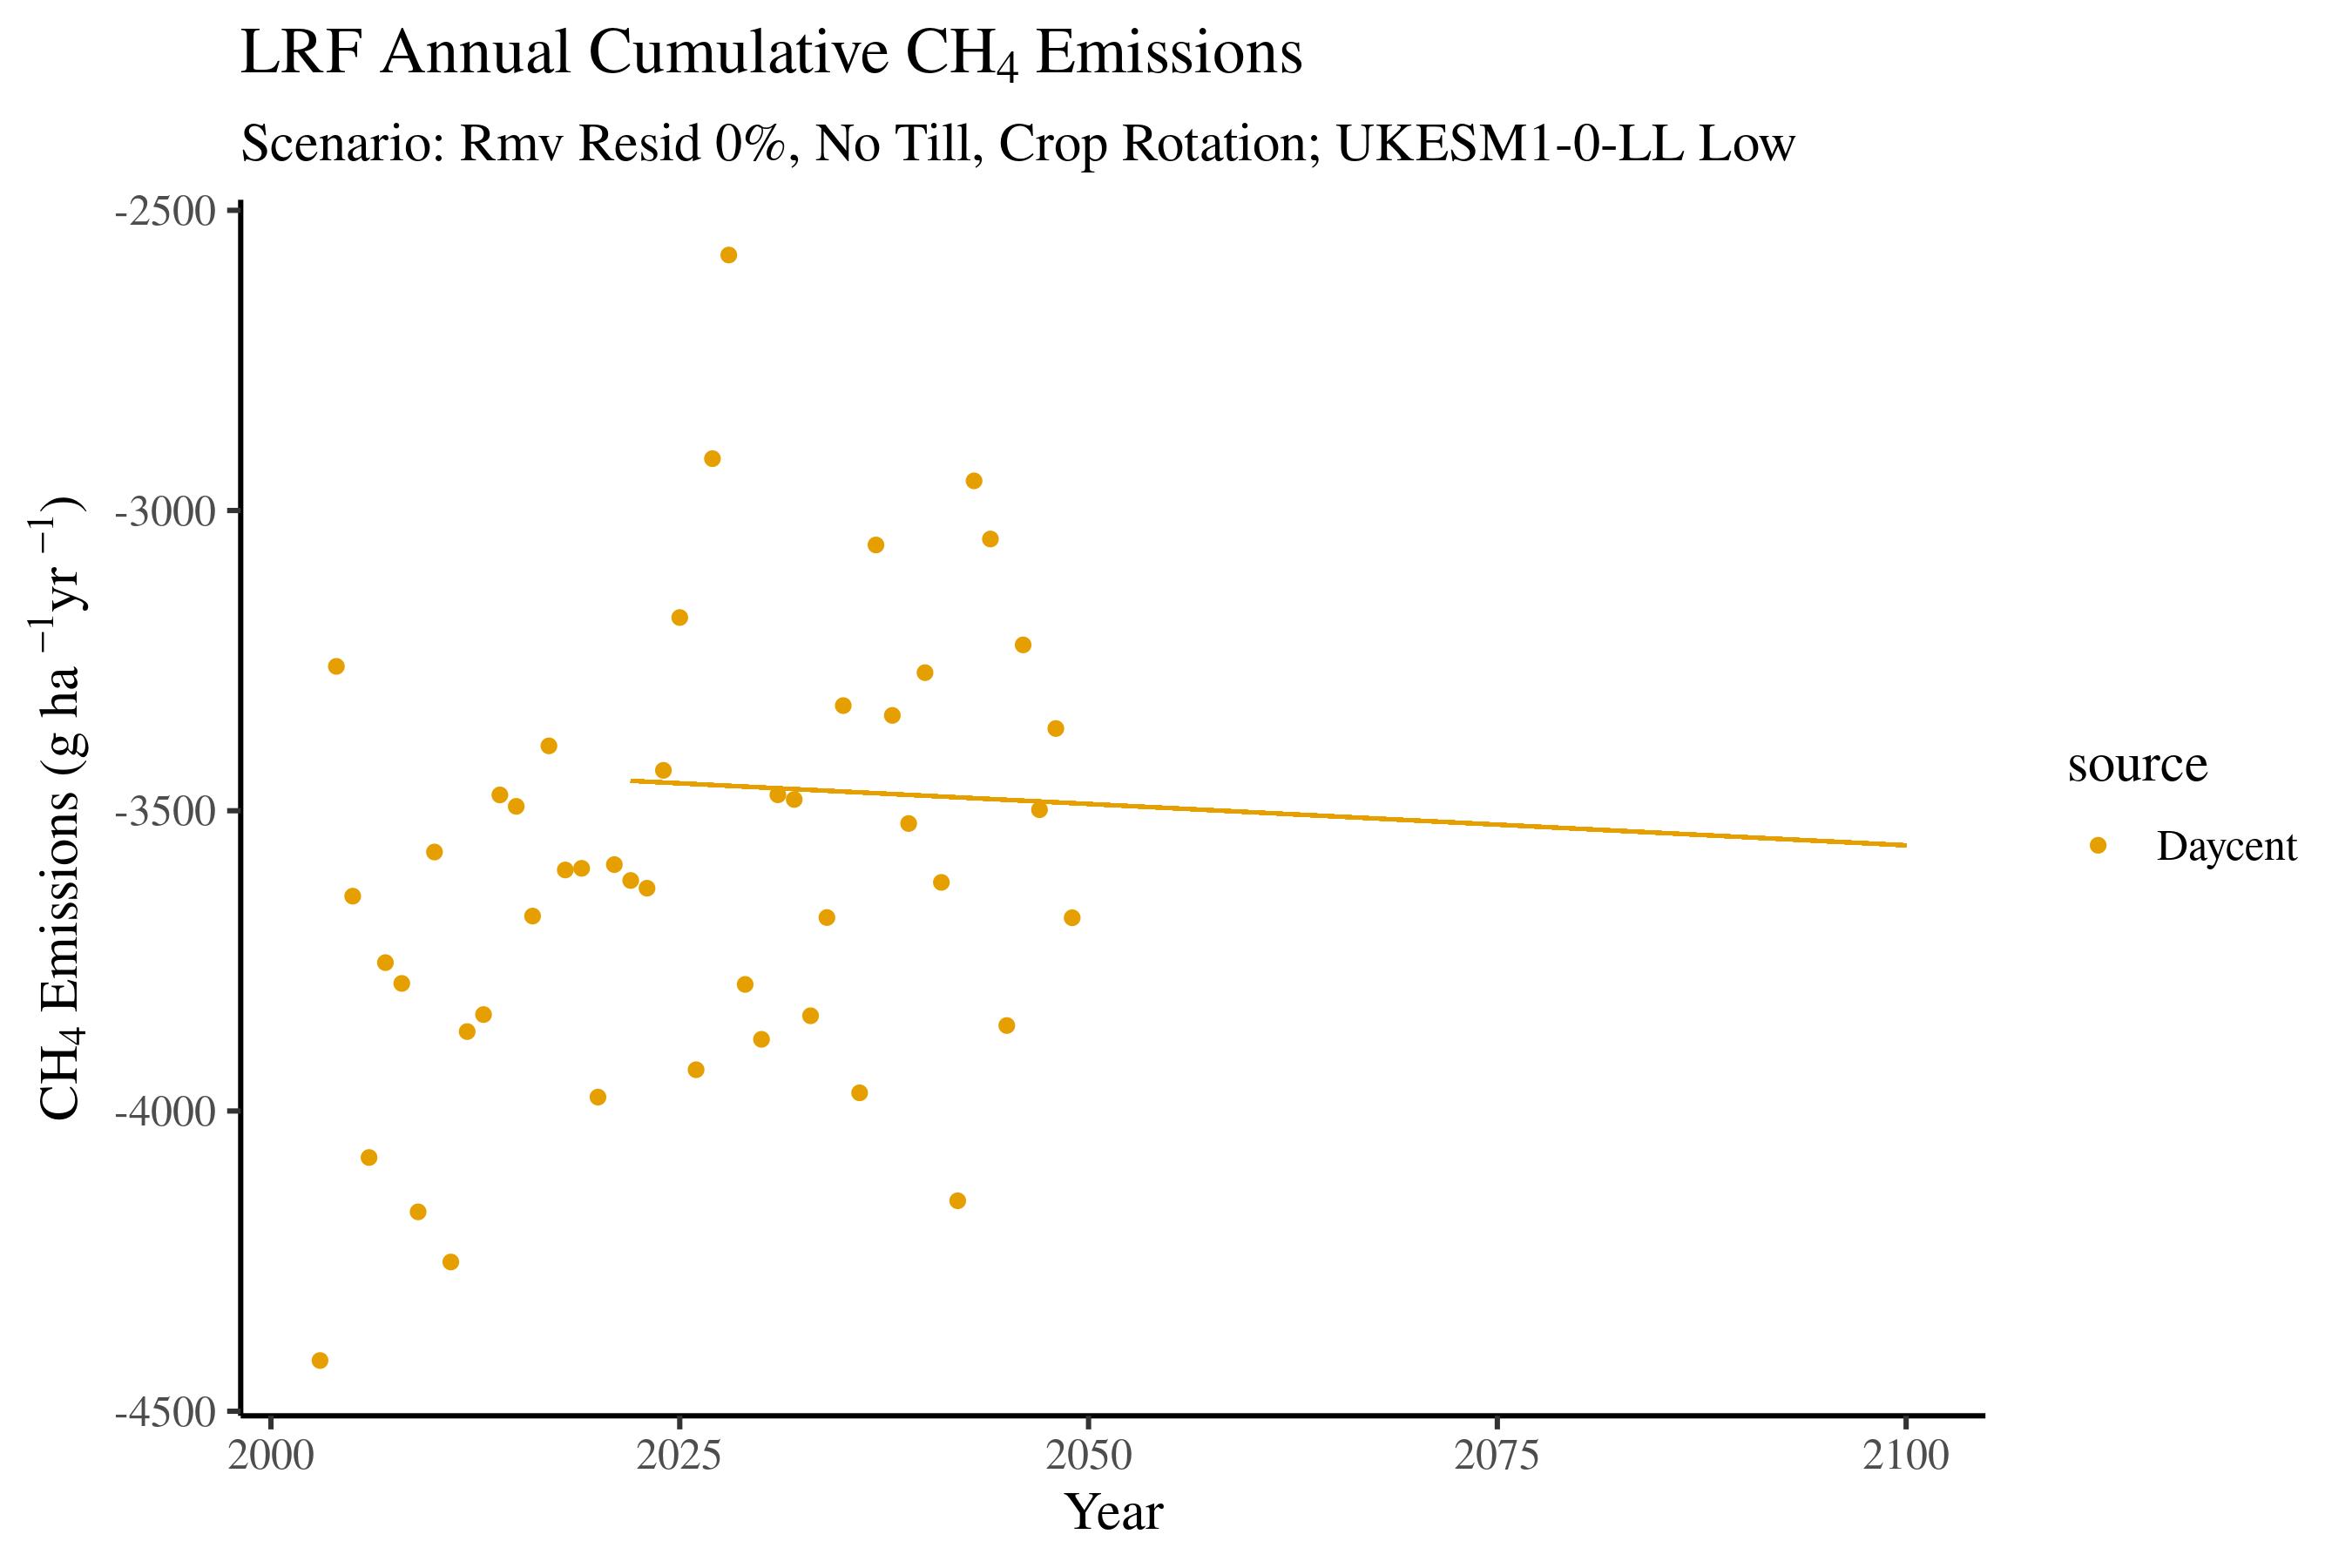 LRF Annual Cumulative CH₄ Emissions
Scenario: Rmv Resid 0%, No Till, Crop Rotation; UKESM1-0-LL Low
CH₄ Emissions (g ha⁻¹yr⁻¹)
-2500
-3000
-3500
-4000
-4500
2000 2025 2050 2075 2100
Year
source
Daycent